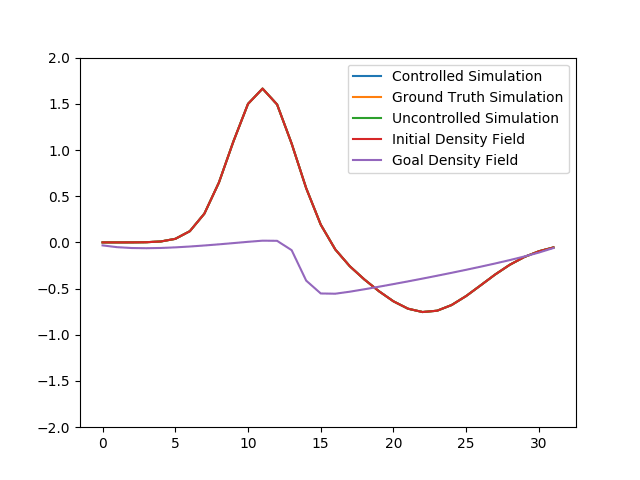 2.0
1.5
1.0
0.5
0.0
−0.5
−1.0
−1.5
−2.0
0 5 10 15 20 25 30
Controlled Simulation
Ground Truth Simulation
Uncontrolled Simulation
Initial Density Field
Goal Density Field